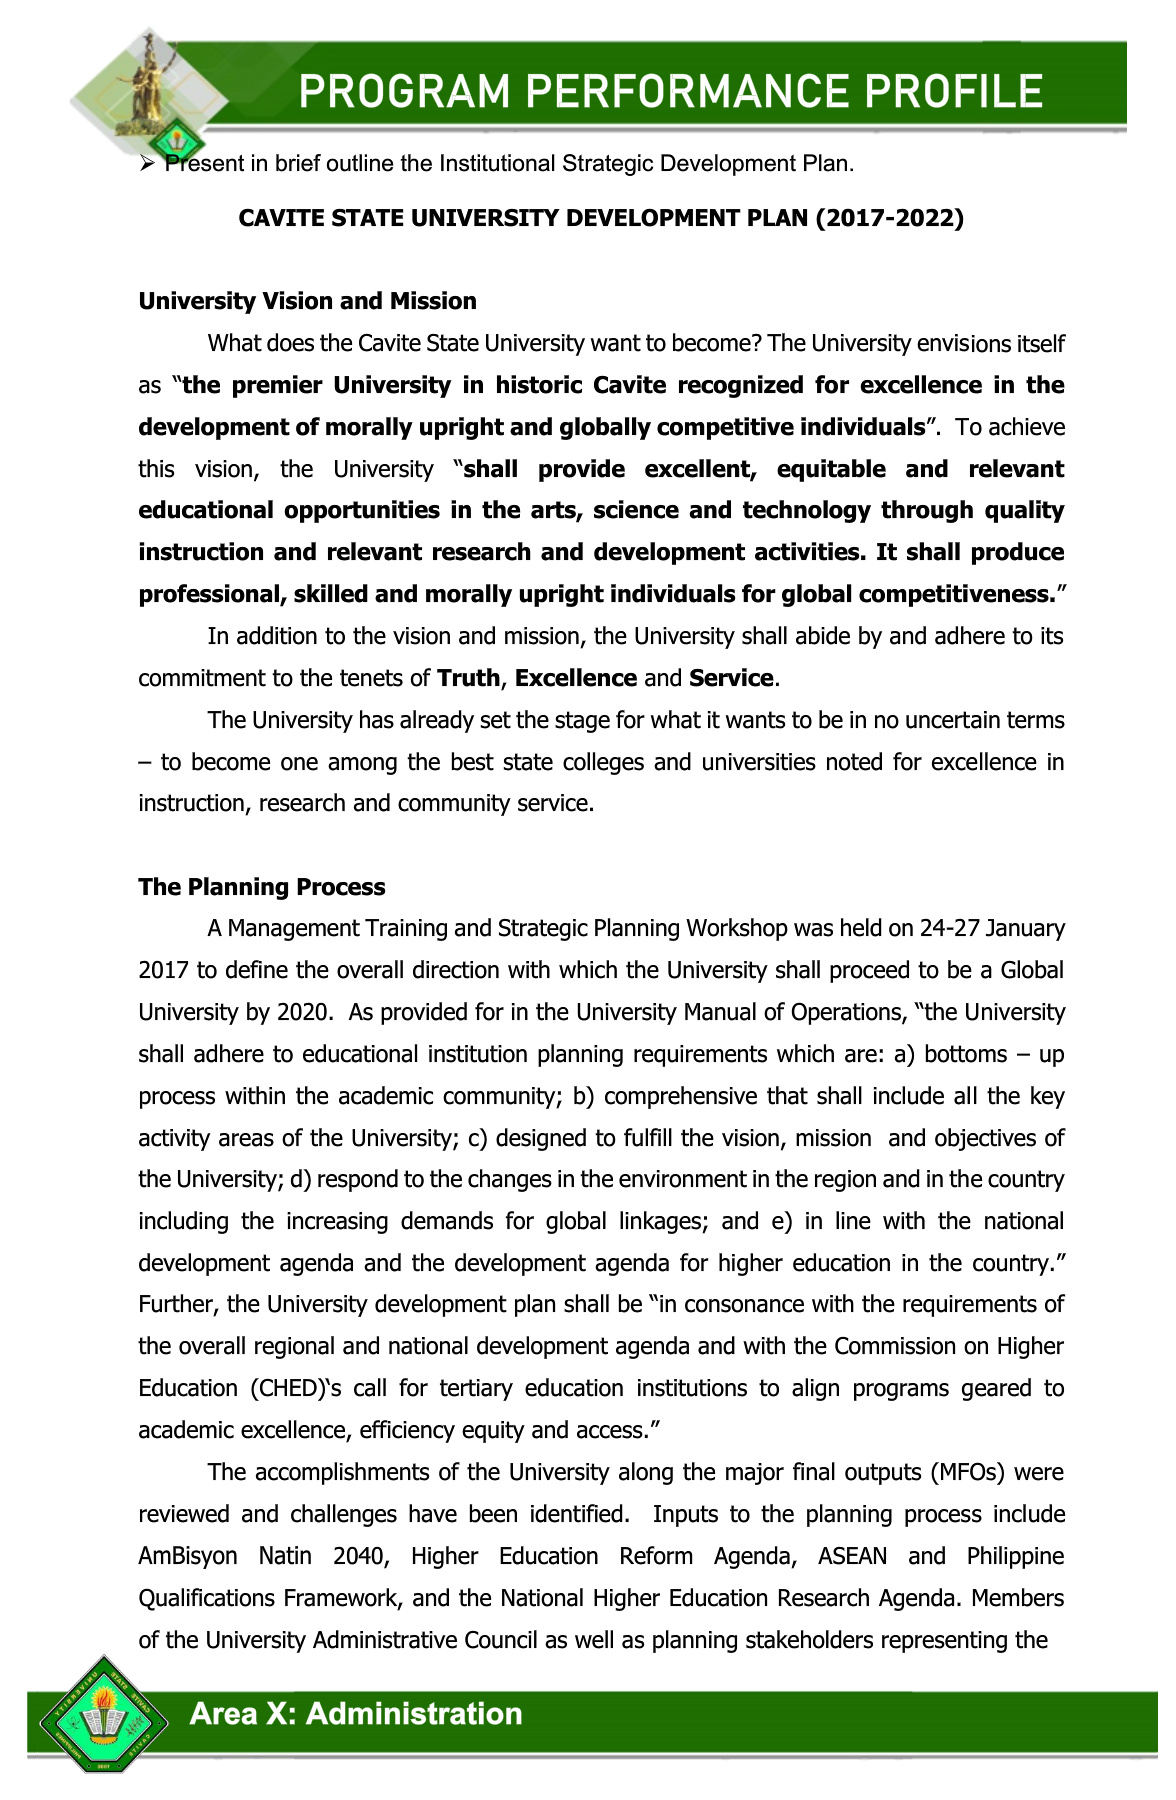 PROGRAM PERFORMANCE PROFILE
➢ Present in brief outline the Institutional Strategic Development Plan.
CAVITE STATE UNIVERSITY DEVELOPMENT PLAN (2017-2022)
University Vision and Mission
What does the Cavite State University want to become? The University envisions itself
as “the premier University in historic Cavite recognized for excellence in the
development of morally upright and globally competitive individuals”.  To achieve
this vision, the University “shall provide excellent, equitable and relevant
educational opportunities in the arts, science and technology through quality
instruction and relevant research and development activities. It shall produce
professional, skilled and morally upright individuals for global competitiveness.”
In addition to the vision and mission, the University shall abide by and adhere to its
commitment to the tenets of Truth, Excellence and Service.
The University has already set the stage for what it wants to be in no uncertain terms
– to become one among the best state colleges and universities noted for excellence in
instruction, research and community service.
The Planning Process
A Management Training and Strategic Planning Workshop was held on 24-27 January
2017 to define the overall direction with which the University shall proceed to be a Global
University by 2020.  As provided for in the University Manual of Operations, “the University
shall adhere to educational institution planning requirements which are: a) bottoms – up
process within the academic community; b) comprehensive that shall include all the key
activity areas of the University; c) designed to fulfill the vision, mission  and objectives of
the University; d) respond to the changes in the environment in the region and in the country
including the increasing demands for global linkages; and e) in line with the national
development agenda and the development agenda for higher education in the country.”
Further, the University development plan shall be “in consonance with the requirements of
the overall regional and national development agenda and with the Commission on Higher
Education (CHED)‘s call for tertiary education institutions to align programs geared to
academic excellence, efficiency equity and access.”
The accomplishments of the University along the major final outputs (MFOs) were
reviewed and challenges have been identified.  Inputs to the planning process include
AmBisyon Natin 2040, Higher Education Reform Agenda, ASEAN and Philippine
Qualifications Framework, and the National Higher Education Research Agenda. Members
of the University Administrative Council as well as planning stakeholders representing the
CAVITE STATE UNIVERSITY
Area X: Administration